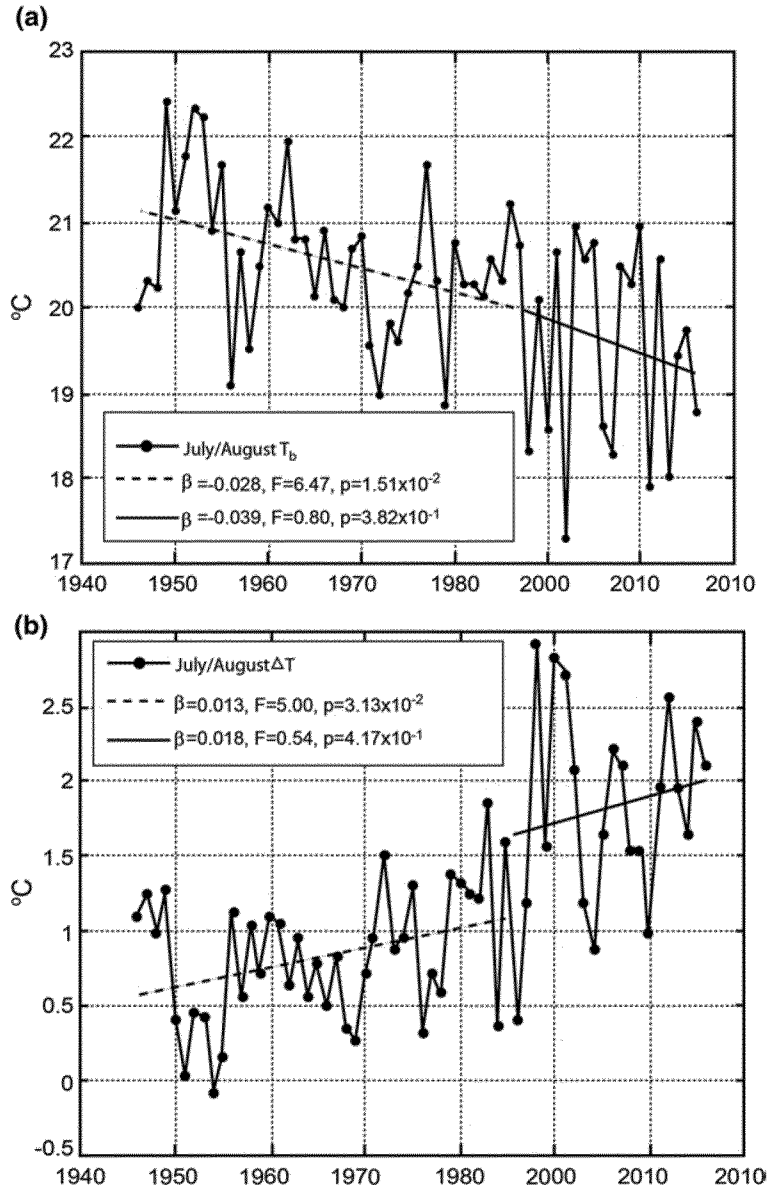 (a)
23
22
21
20
19
18
17
°C
July/August Tb
β =-0.028, F=6.47, p=1.51x10-2
β =-0.039, F=0.80, p=3.82x10-1
1940 1950 1960 1970 1980 2000 2010 2010
(b)
2.5
2
1.5
1
0.5
0
-0.5
°C
July/August ΔT
β=0.013, F=5.00, p=3.13x10-2
β=0.018, F=0.54, p=4.17x10-1
1940 1950 1960 1970 1980 2000 2010 2010